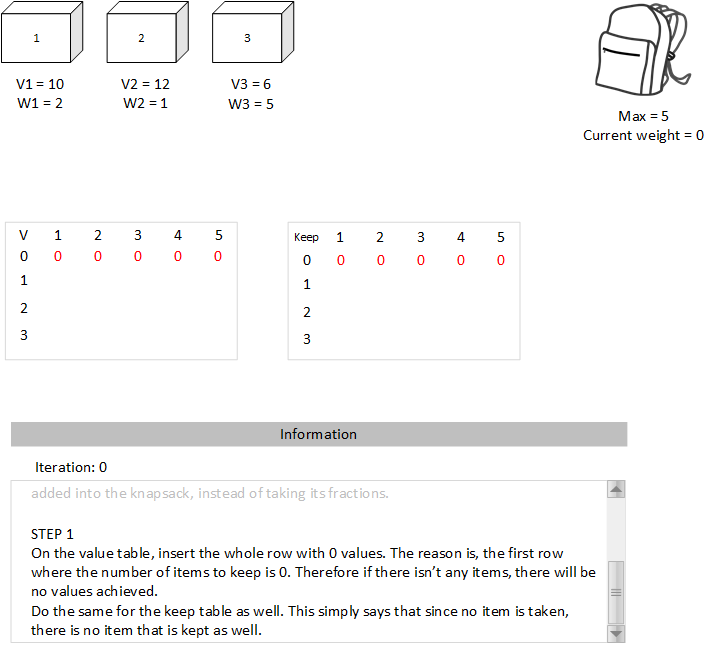 1 2 3
V1 = 10 V2 = 12 V3 = 6
W1 = 2 W2 = 1 W3 = 5
Max = 5
Current weight = 0
V 1 2 3 4 5
0 0 0 0 0 0
1
2
3
Keep 1 2 3 4 5
0 0 0 0 0 0
1
2
3
Information
Iteration: 0
added into the knapsack, instead of taking its fractions.
STEP 1
On the value table, insert the whole row with 0 values. The reason is, the first row
where the number of items to keep is 0. Therefore if there isn’t any items, there will be
no values achieved.
Do the same for the keep table as well. This simply says that since no item is taken,
there is no item that is kept as well.